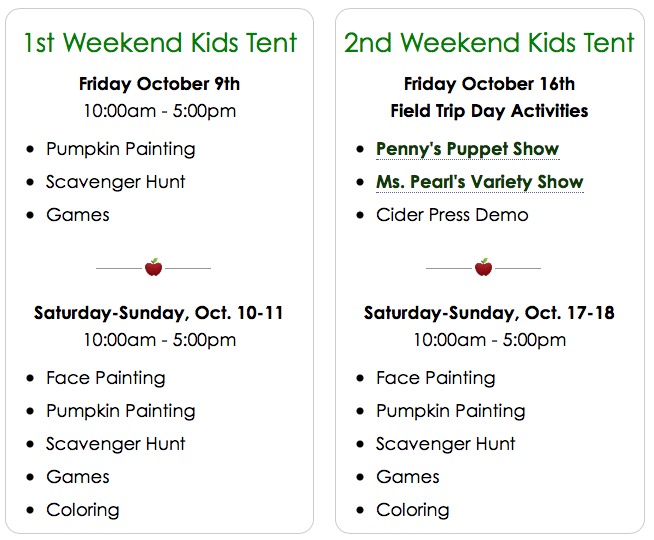 1st Weekend Kids Tent
Friday October 9th
10:00am - 5:00pm
• Pumpkin Painting
• Scavenger Hunt
• Games
Saturday-Sunday, Oct. 10-11
10:00am - 5:00pm
• Face Painting
• Pumpkin Painting
• Scavenger Hunt
• Games
• Coloring
2nd Weekend Kids Tent
Friday October 16th
Field Trip Day Activities
• Penny's Puppet Show
• Ms. Pearl's Variety Show
• Cider Press Demo
Saturday-Sunday, Oct. 17-18
10:00am - 5:00pm
• Face Painting
• Pumpkin Painting
• Scavenger Hunt
• Games
• Coloring